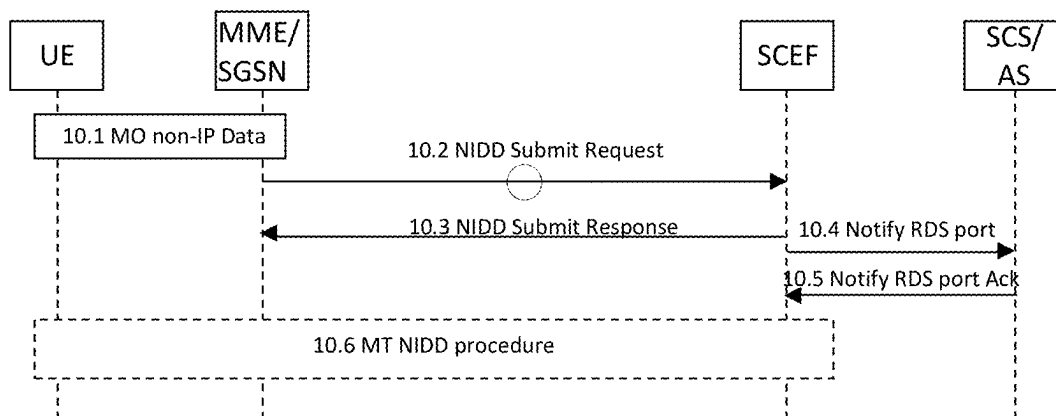 UE
MME/
SGSN
SCEF
SCS/
AS
10.1 MO non-IP Data
10.2 NIDD Submit Request
10.3 NIDD Submit Response
10.4 Notify RDS port
10.5 Notify RDS port Ack
10.6 MT NIDD procedure